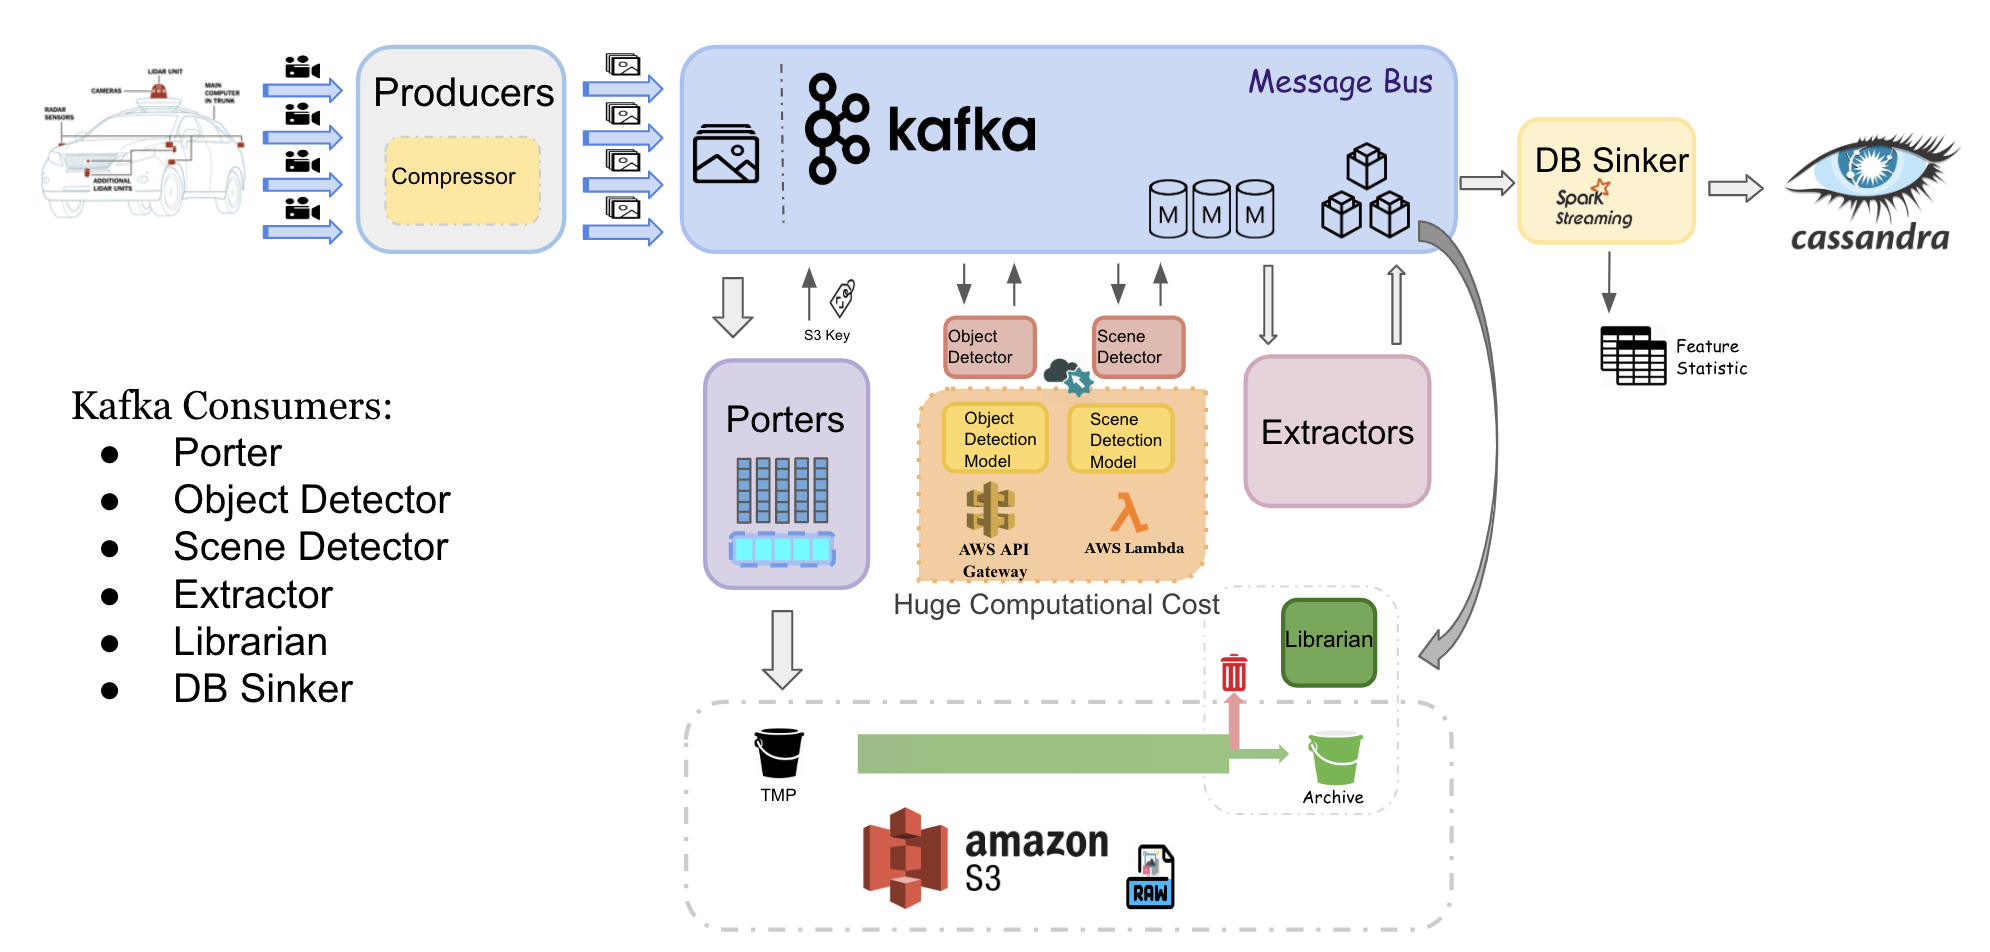 LIDAR UNIT
CAMERAS
MAIN
COMPUTER
IN TRUNK
RADAR
SENSORS
ADDITIONAL
LIDAR UNITS
Producers
Compressor
kafka
Message Bus
M M M
DB Sinker
Spark
Streaming
cassandra
Feature
Statistic
S3 Key
Object
Detector
Scene
Detector
Porters
Object
Detection
Model
Scene
Detection
Model
AWS API
Gateway
AWS Lambda
Huge Computational Cost
Extractors
Kafka Consumers:
● Porter
● Object Detector
● Scene Detector
● Extractor
● Librarian
● DB Sinker
Librarian
TMP
Archive
amazon
S3
RAW